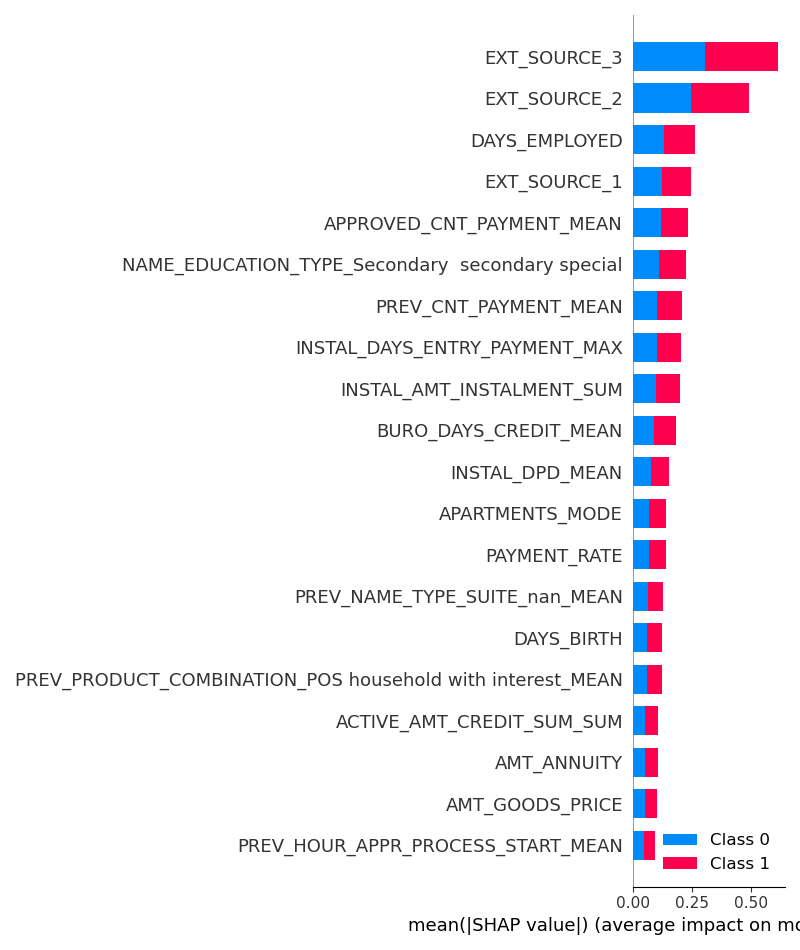 EXT_SOURCE_3
EXT_SOURCE_2
DAYS_EMPLOYED
EXT_SOURCE_1
APPROVED_CNT_PAYMENT_MEAN
NAME_EDUCATION_TYPE_Secondary  secondary special
PREV_CNT_PAYMENT_MEAN
INSTAL_DAYS_ENTRY_PAYMENT_MAX
INSTAL_AMT_INSTALMENT_SUM
BURO_DAYS_CREDIT_MEAN
INSTAL_DPD_MEAN
APARTMENTS_MODE
PAYMENT_RATE
PREV_NAME_TYPE_SUITE_nan_MEAN
DAYS_BIRTH
PREV_PRODUCT_COMBINATION_POS household with interest_MEAN
ACTIVE_AMT_CREDIT_SUM_SUM
AMT_ANNUITY
AMT_GOODS_PRICE
PREV_HOUR_APPR_PROCESS_START_MEAN
Class 0
Class 1
0.00 0.25 0.50
mean(|SHAP value|) (average impact on